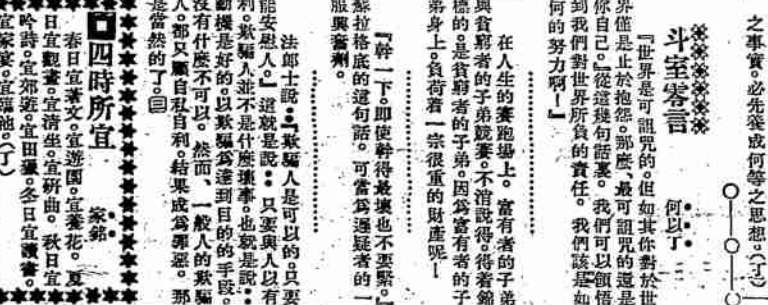 之事實。必先養成何等之思想。(了)
斗室零言
何以了
『世界是可詛咒的。但如其你對於世
界僅是止於抱怨。那麼、最可詛咒的還是
你自己』從這幾句話裏。我們可以領悟
到我們對世界所負的責任。我們該是如
何的努力啊!』
在人生的賽跑場上。富有者的子弟
與貧窮者的子弟競賽。不消說得。得着錦
標的。是貧窮者的子弟。因為富有者的子
弟身上。負荷着一宗很重的財產呢!
『幹一下。即使幹得最壞也不要緊。』
蘇拉格底的這句話。可當為遲疑者的一
服興奮劑。
法郎士說:『欺騙人是可以的。只要
能安慰人。』這就是說:只要與人以有
利。欺騙人並不是什麼壞事。也就是說:
動機是好的。以欺騙為達到目的的手段。
沒有什麼不可以。然而、一般人的欺騙
人。都只顧自私自利。結果成為罪惡。那
是當然的了。
四時所宜
家銘
春日宜著文。宜遊園。宜養花。夏
日宜觀書。宜清坐。宜研曲。秋日宜
吟詩。宜郊遊。宜田獵。冬日宜讀書。
宜家宴。宜臨池。(了)